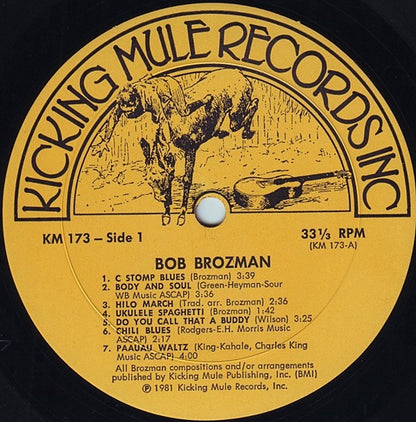 KICKING MULE RECORDS INC
KM 173 – Side 1
33⅓ RPM
(KM 173-A)
BOB BROZMAN
1. C STOMP BLUES (Brozman) 3:39
2. BODY AND SOUL (Green-Heyman-Sour
WB Music ASCAP) 3:36
3. HILO MARCH (Trad. arr. Brozman) 2:36
4. UKULELE SPAGHETTI (Brozman) 1:42
5. DO YOU CALL THAT A BUDDY (Wilson) 3:25
6. CHILI BLUES (Rodgers-E.H. Morris Music
ASCAP) 2:17
7. PAAUAU WALTZ (King-Kahale, Charles King
Music ASCAP) 4:00
All Brozman compositions and/or arrangements
published by Kicking Mule Publishing, Inc. (BMI)
℗ 1981 Kicking Mule Records, Inc.